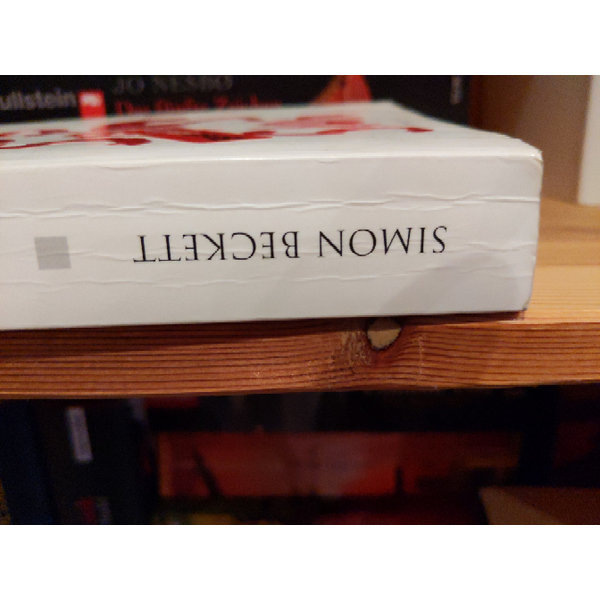 ullstein
JO NESBØ
SIMON BECKETT